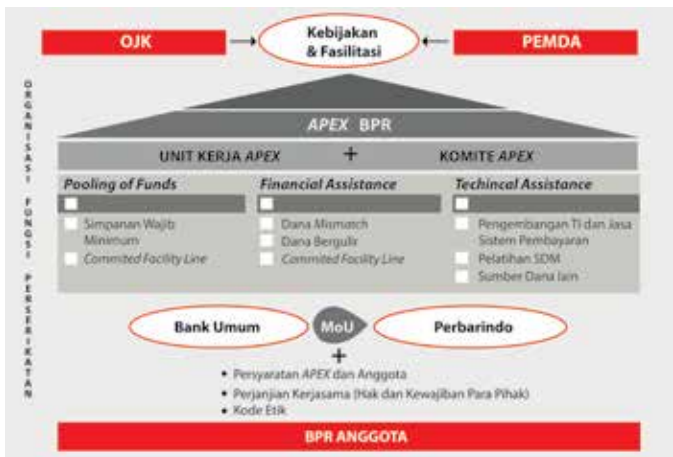 OJK
Kebijakan
& Fasilitasi
PEMDA
ORGANISASI FUNGSI PERSERIKATAN
APEX BPR
UNIT KERJA APEX + KOMITE APEX
Pooling of Funds
Simpanan Wajib
Minimum
Commited Facility Line
Financial Assistance
Dana Mismatch
Dana Bergulir
Commited Facility Line
Techincal Assistance
Pengembangan TI dan Jasa
Sistem Pembayaran
Pelatihan SDM
Sumber Dana lain
Bank Umum
MoU
Perbarindo
+
• Persyaratan APEX dan Anggota
• Perjanjian Kerjasama (Hak dan Kewajiban Para Pihak)
• Kode Etik
BPR ANGGOTA